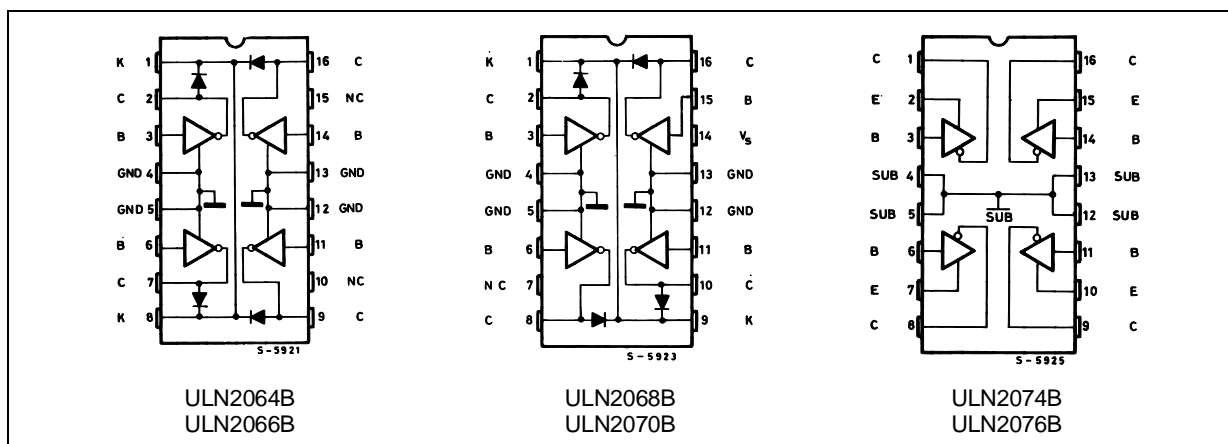 K 1 16 C
C 2 15 NC
B 3 14 B
GND 4 13 GND
GND 5 12 GND
B 6 11 B
C 7 10 NC
K 8 9 C
S-5921
ULN2064B
ULN2066B
K 1 16 C
C 2 15 B
B 3 14 Vs
GND 4 13 GND
GND 5 12 GND
B 6 11 B
NC 7 10 C
C 8 9 K
S-5923
ULN2068B
ULN2070B
C 1 16 C
E 2 15 E
B 3 14 B
SUB 4 13 SUB
SUB
SUB 5 12 SUB
B 6 11 B
E 7 10 E
C 8 9 C
S-5925
ULN2074B
ULN2076B